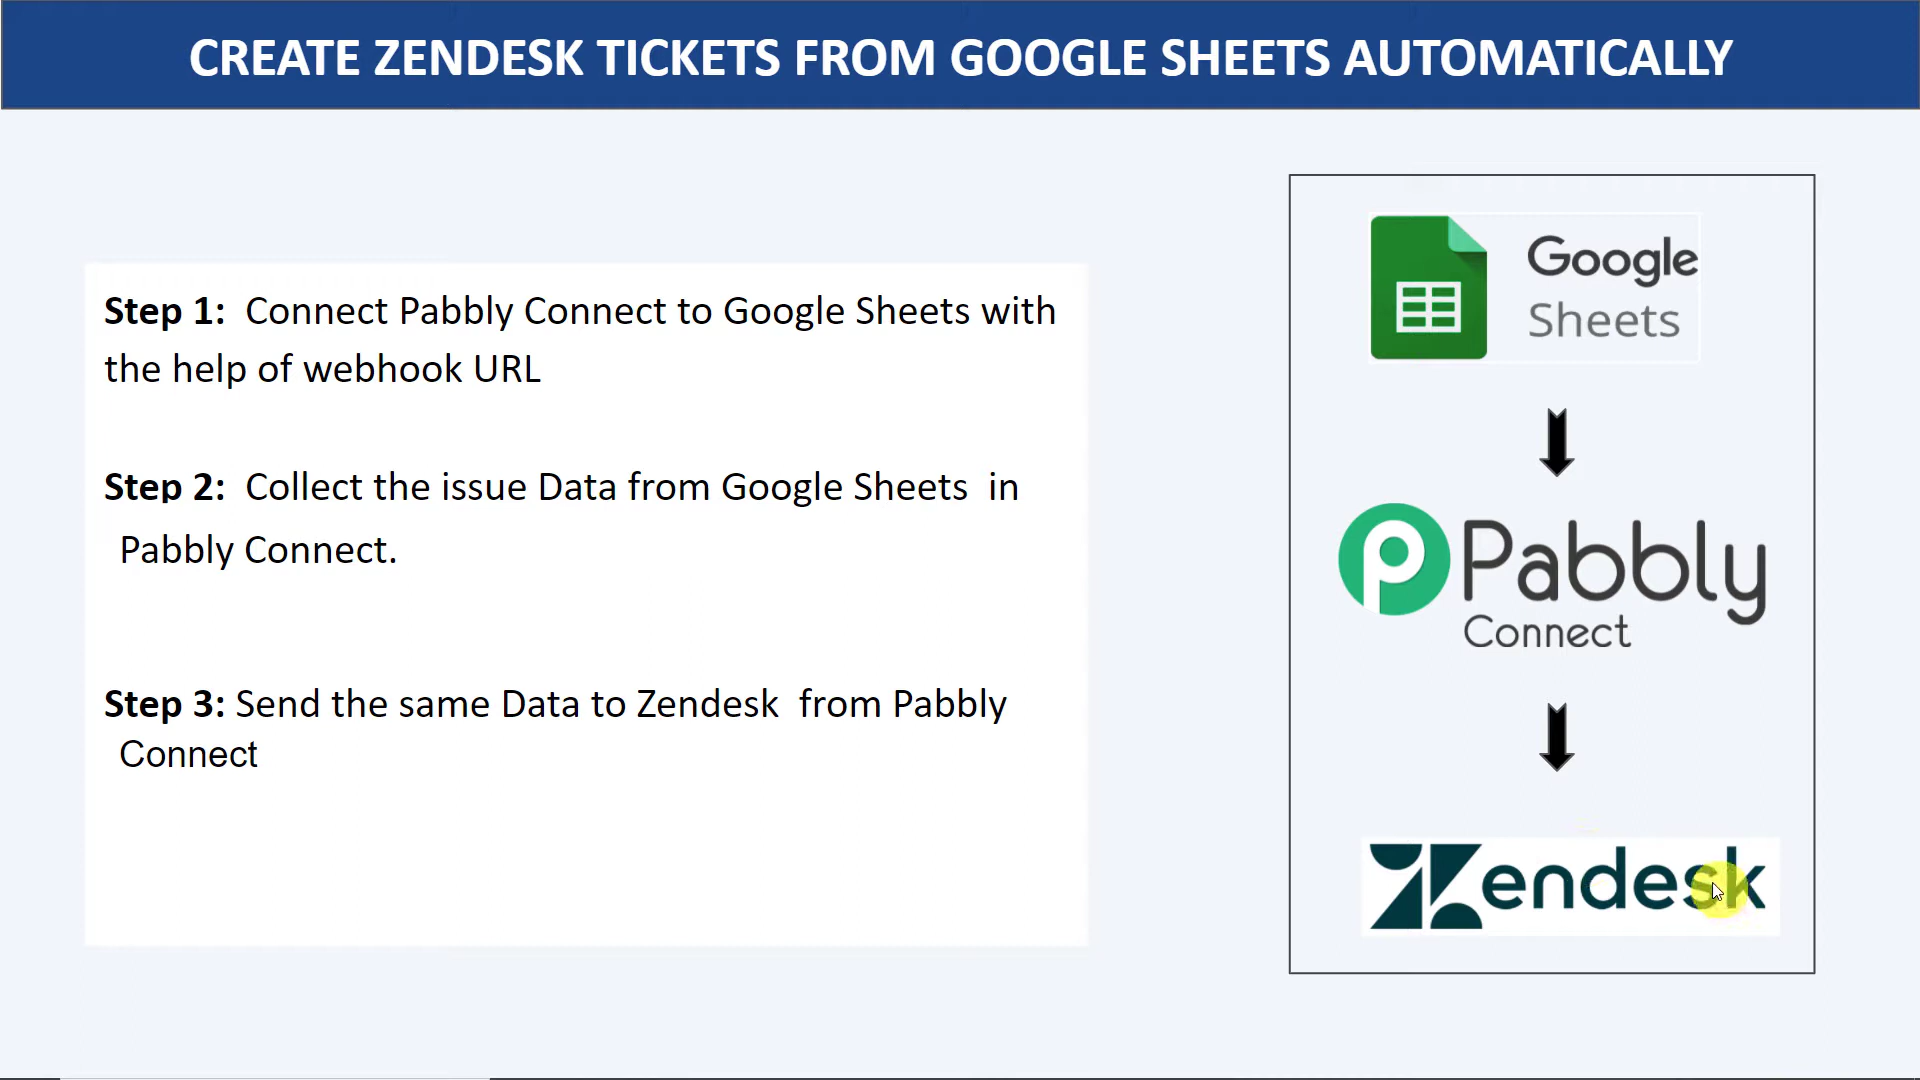 CREATE ZENDESK TICKETS FROM GOOGLE SHEETS AUTOMATICALLY
Step 1: Connect Pabbly Connect to Google Sheets with
the help of webhook URL
Step 2: Collect the issue Data from Google Sheets in
Pabbly Connect.
Step 3: Send the same Data to Zendesk from Pabbly
Connect
Google
Sheets
Pabbly
Connect
Zendesk